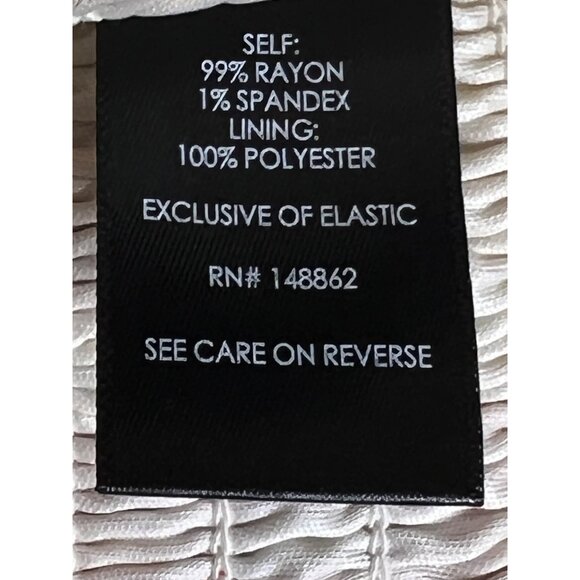 SELF:
99% RAYON
1% SPANDEX
LINING:
100% POLYESTER
EXCLUSIVE OF ELASTIC
RN# 148862
SEE CARE ON REVERSE